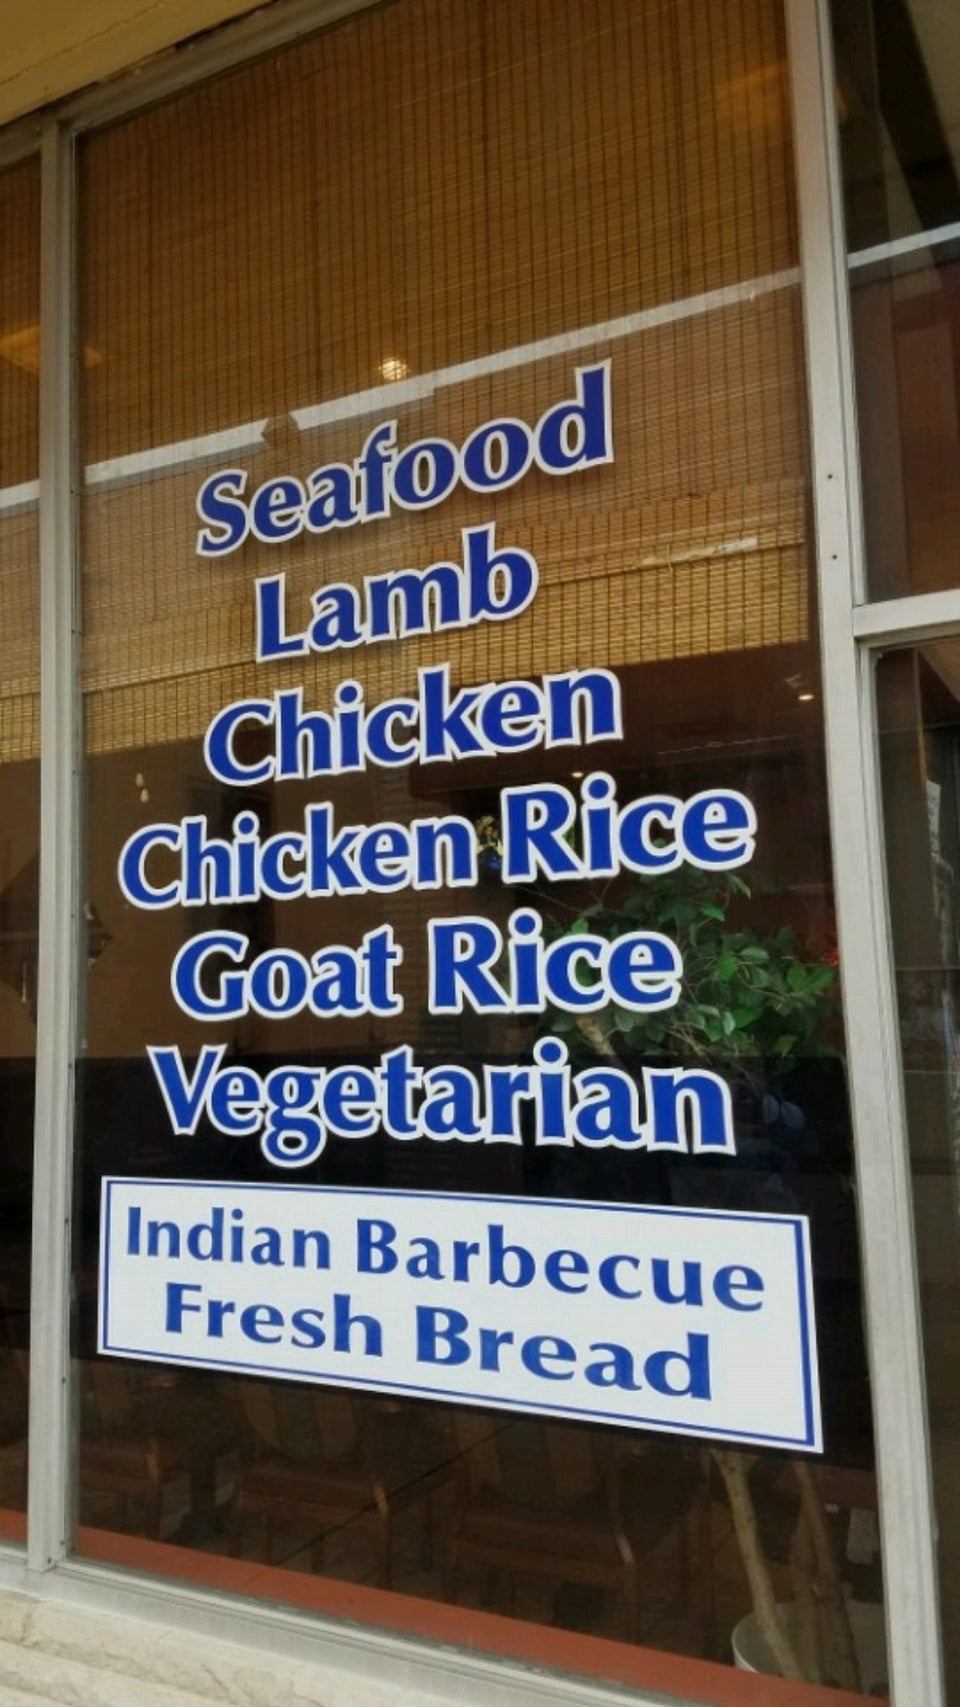 Seafood
Lamb
Chicken
Chicken Rice
Goat Rice
Vegetarian
Indian Barbecue
Fresh Bread